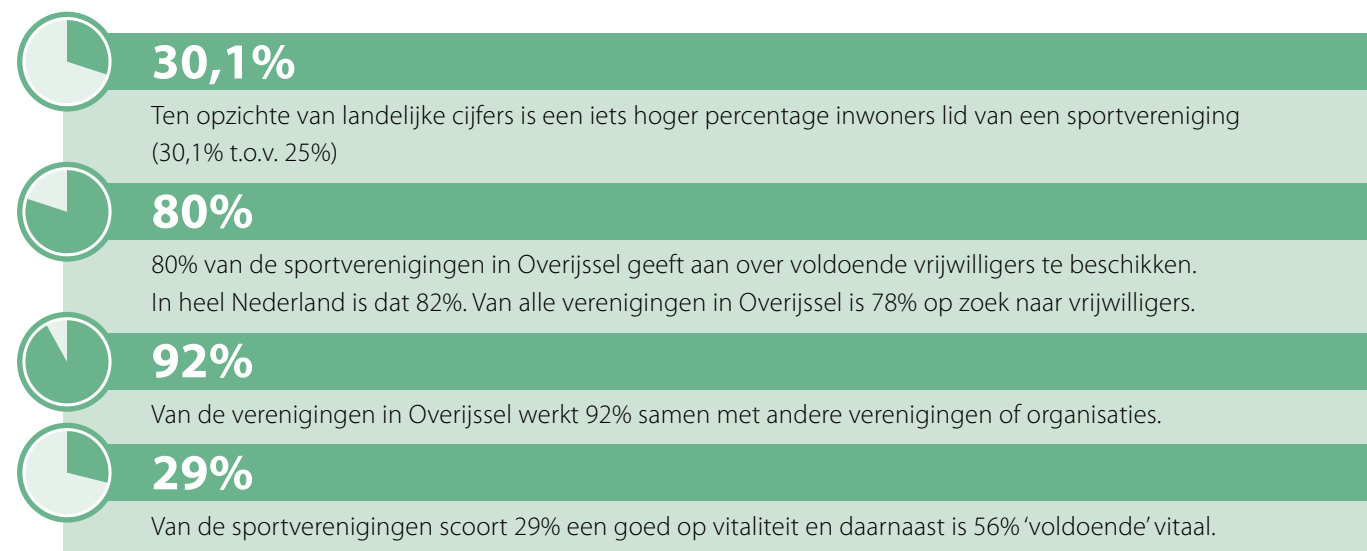 30,1%
Ten opzichte van landelijke cijfers is een iets hoger percentage inwoners lid van een sportvereniging
(30,1% t.o.v. 25%)
80%
80% van de sportverenigingen in Overijssel geeft aan over voldoende vrijwilligers te beschikken.
In heel Nederland is dat 82%. Van alle verenigingen in Overijssel is 78% op zoek naar vrijwilligers.
92%
Van de verenigingen in Overijssel werkt 92% samen met andere verenigingen of organisaties.
29%
Van de sportverenigingen scoort 29% een goed op vitaliteit en daarnaast is 56% ‘voldoende’ vitaal.